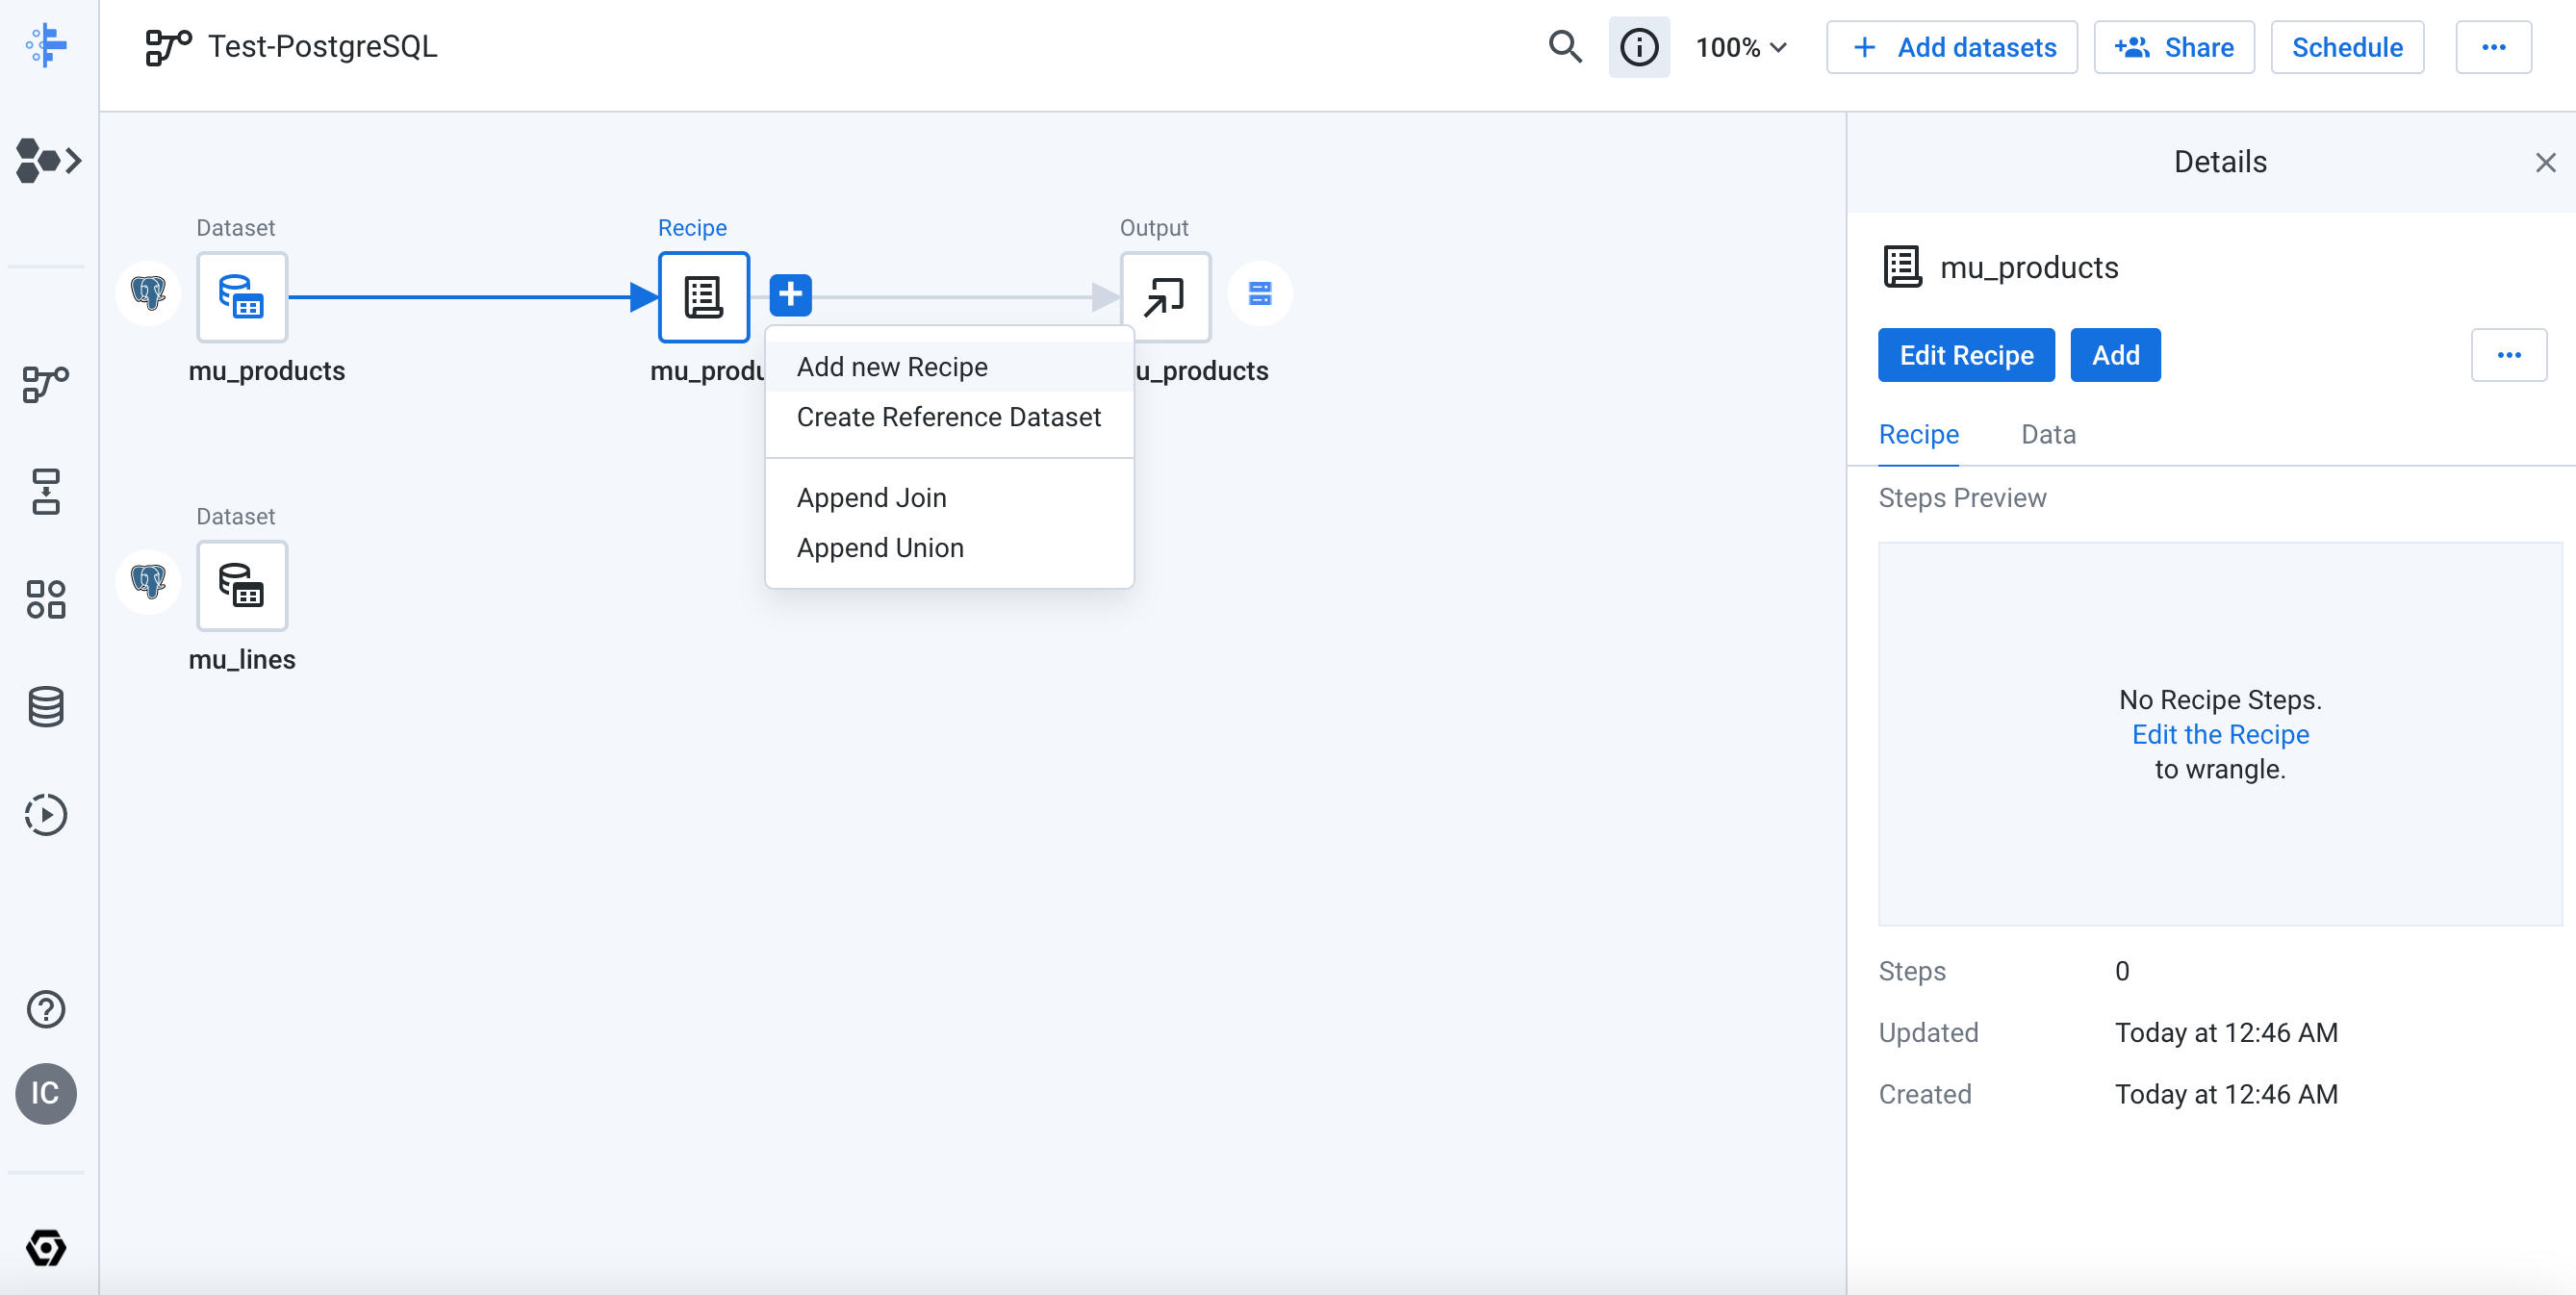 Test-PostgreSQL
100%
Add datasets
Share
Schedule
Details
Dataset
Recipe
Output
mu_products
mu_produ
u_products
Add new Recipe
Create Reference Dataset
Append Join
Append Union
Dataset
mu_lines
mu_products
Edit Recipe
Add
Recipe
Data
Steps Preview
No Recipe Steps.
Edit the Recipe
to wrangle.
Steps
0
Updated
Today at 12:46 AM
Created
Today at 12:46 AM
IC